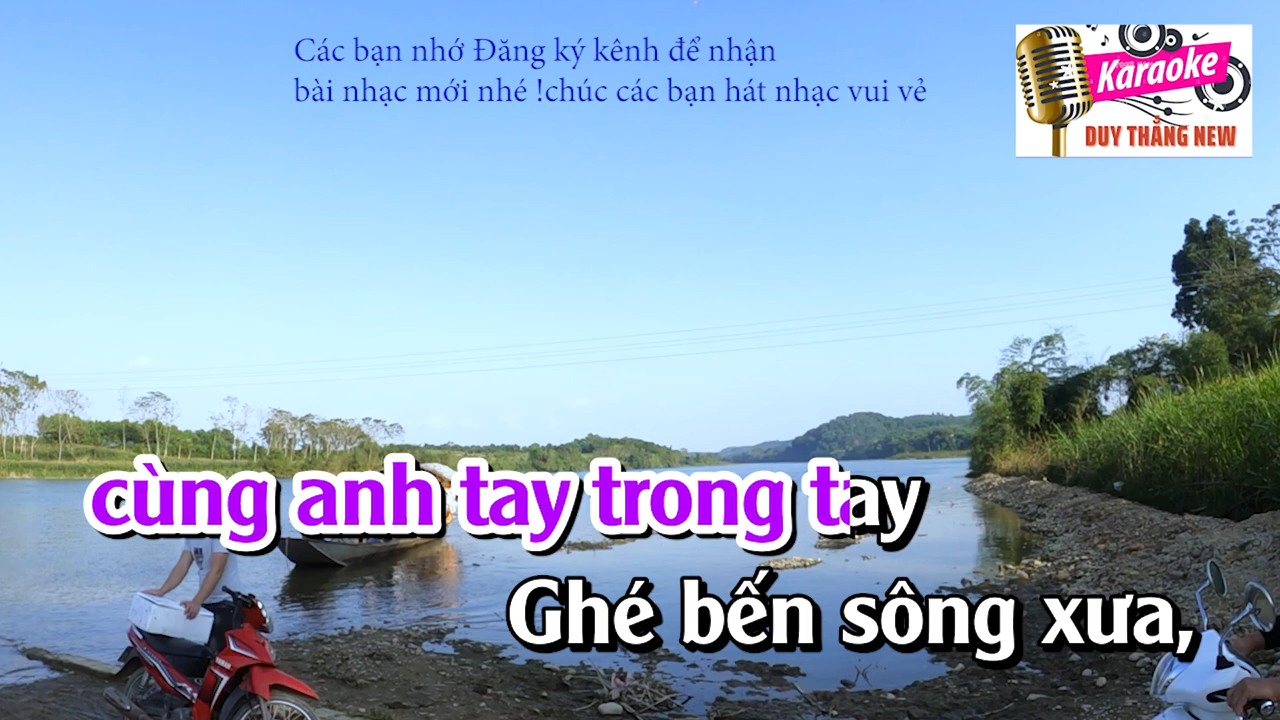 Các bạn nhớ Đăng ký kênh để nhận
bài nhạc mới nhé !chúc các bạn hát nhạc vui vẻ
Karaoke
DUY THẮNG NEW
cùng anh tay trong tay
Ghé bến sông xưa,